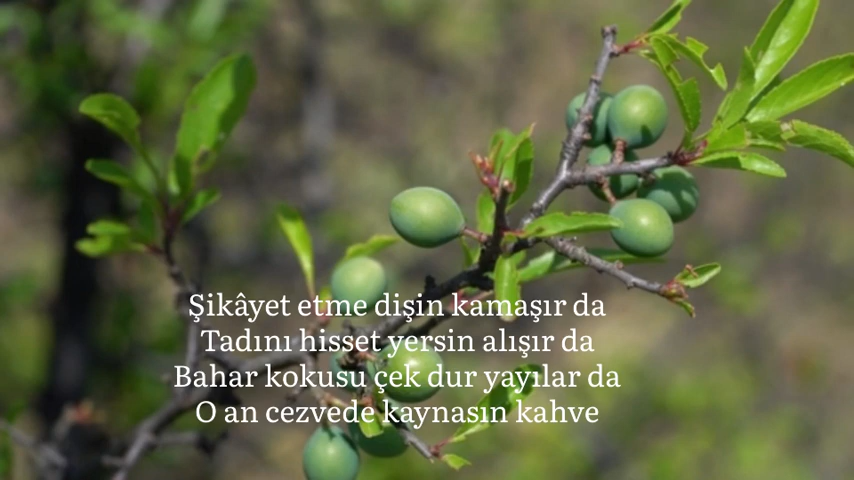 Şikâyet etme dişin kamaşır da
Tadını hisset yersin alışır da
Bahar kokusu çek dur yayılar da
O an cezvede kaynasın kahve